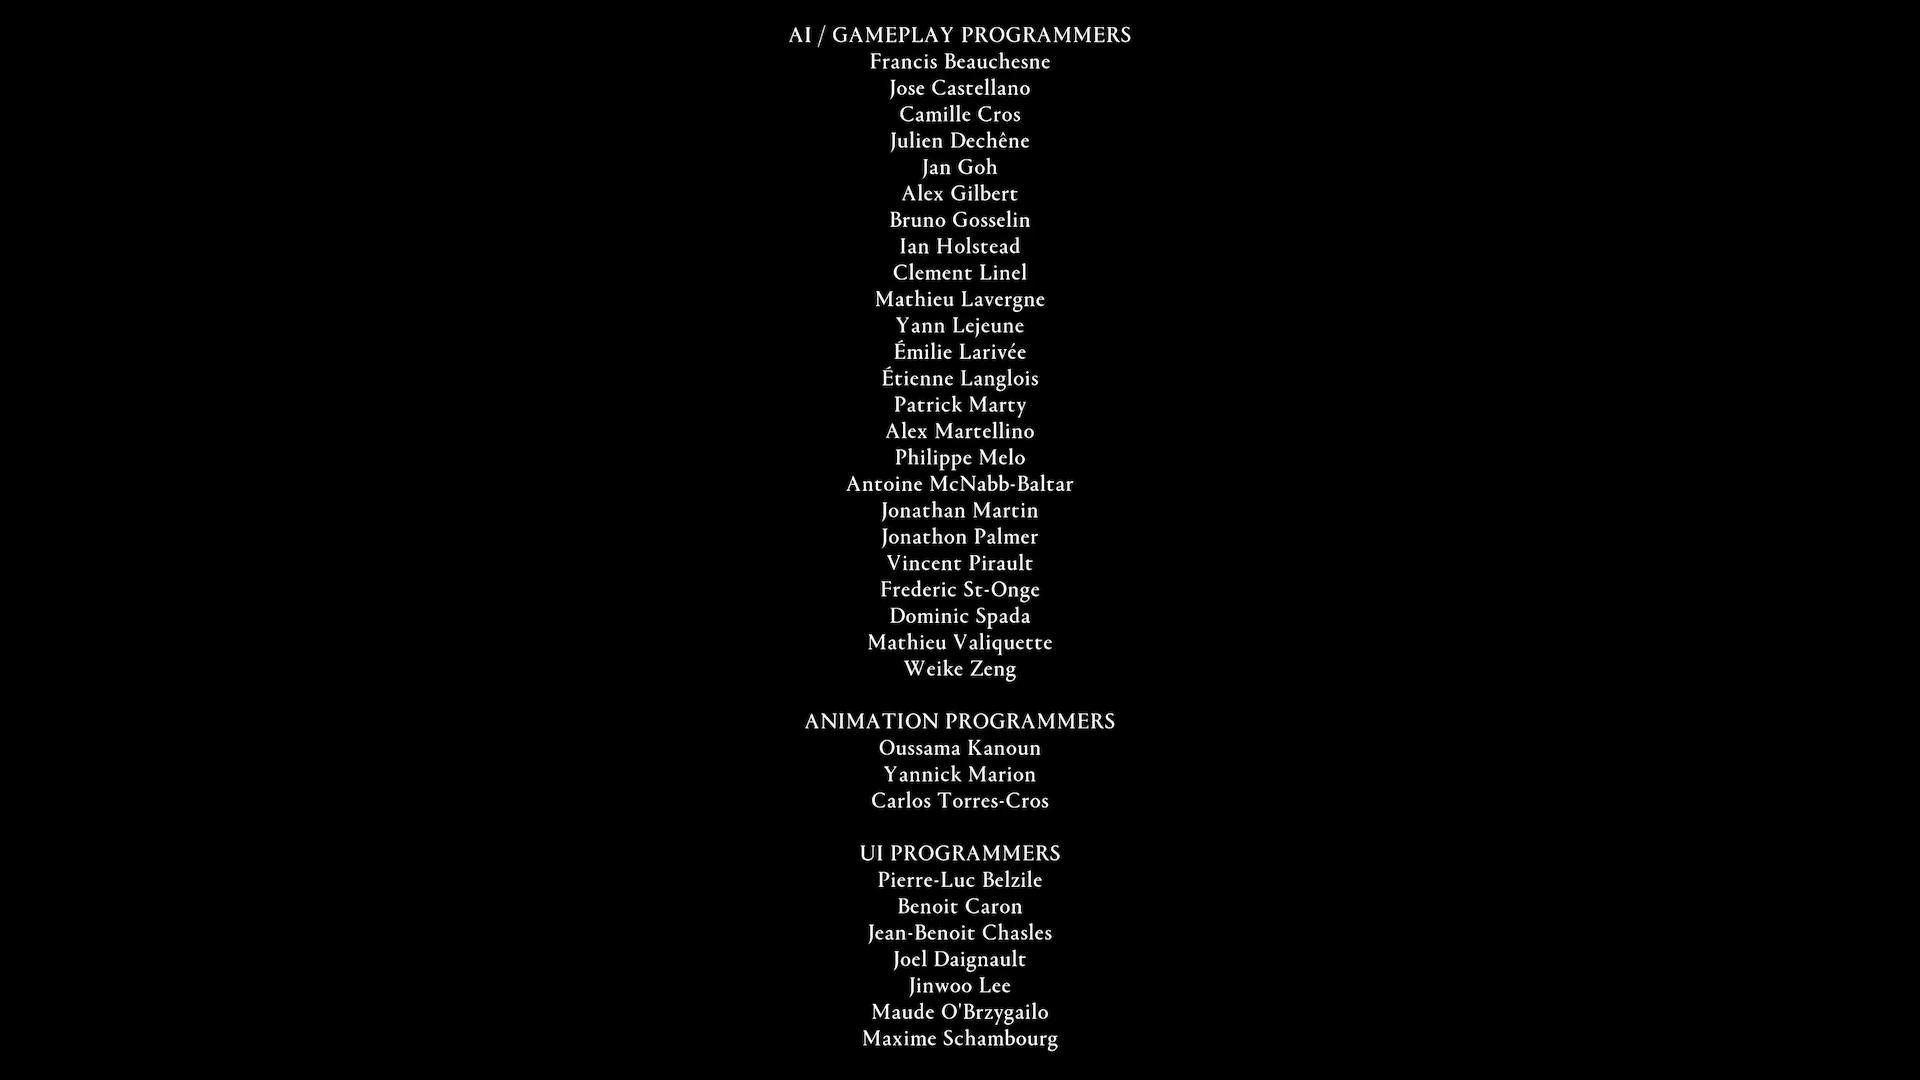 AI / GAMEPLAY PROGRAMMERS
Francis Beauchesne
Jose Castellano
Camille Cros
Julien Dechêne
Jan Goh
Alex Gilbert
Bruno Gosselin
Ian Holstead
Clement Linel
Mathieu Lavergne
Yann Lejeune
Émilie Larivée
Étienne Langlois
Patrick Marty
Alex Martellino
Philippe Melo
Antoine McNabb-Baltar
Jonathan Martin
Jonathon Palmer
Vincent Pirault
Frederic St-Onge
Dominic Spada
Mathieu Valiquette
Weike Zeng
ANIMATION PROGRAMMERS
Oussama Kanoun
Yannick Marion
Carlos Torres-Cros
UI PROGRAMMERS
Pierre-Luc Belzile
Benoit Caron
Jean-Benoit Chasles
Joel Daignault
Jinwoo Lee
Maude O'Brzygailo
Maxime Schambourg